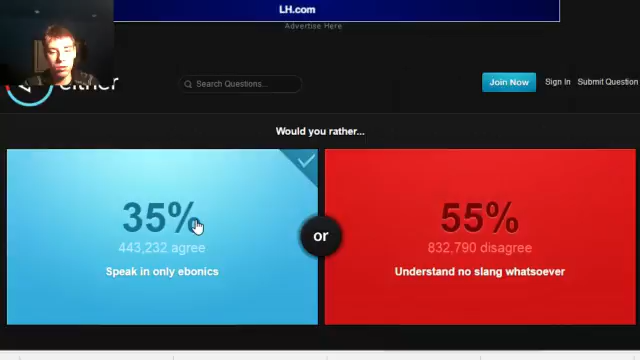 LH.com
Advertise Here
either
Search Questions...
Join Now
Sign In
Submit Question
Would you rather...
35%
443,232 agree
Speak in only ebonics
or
55%
832,790 disagree
Understand no slang whatsoever